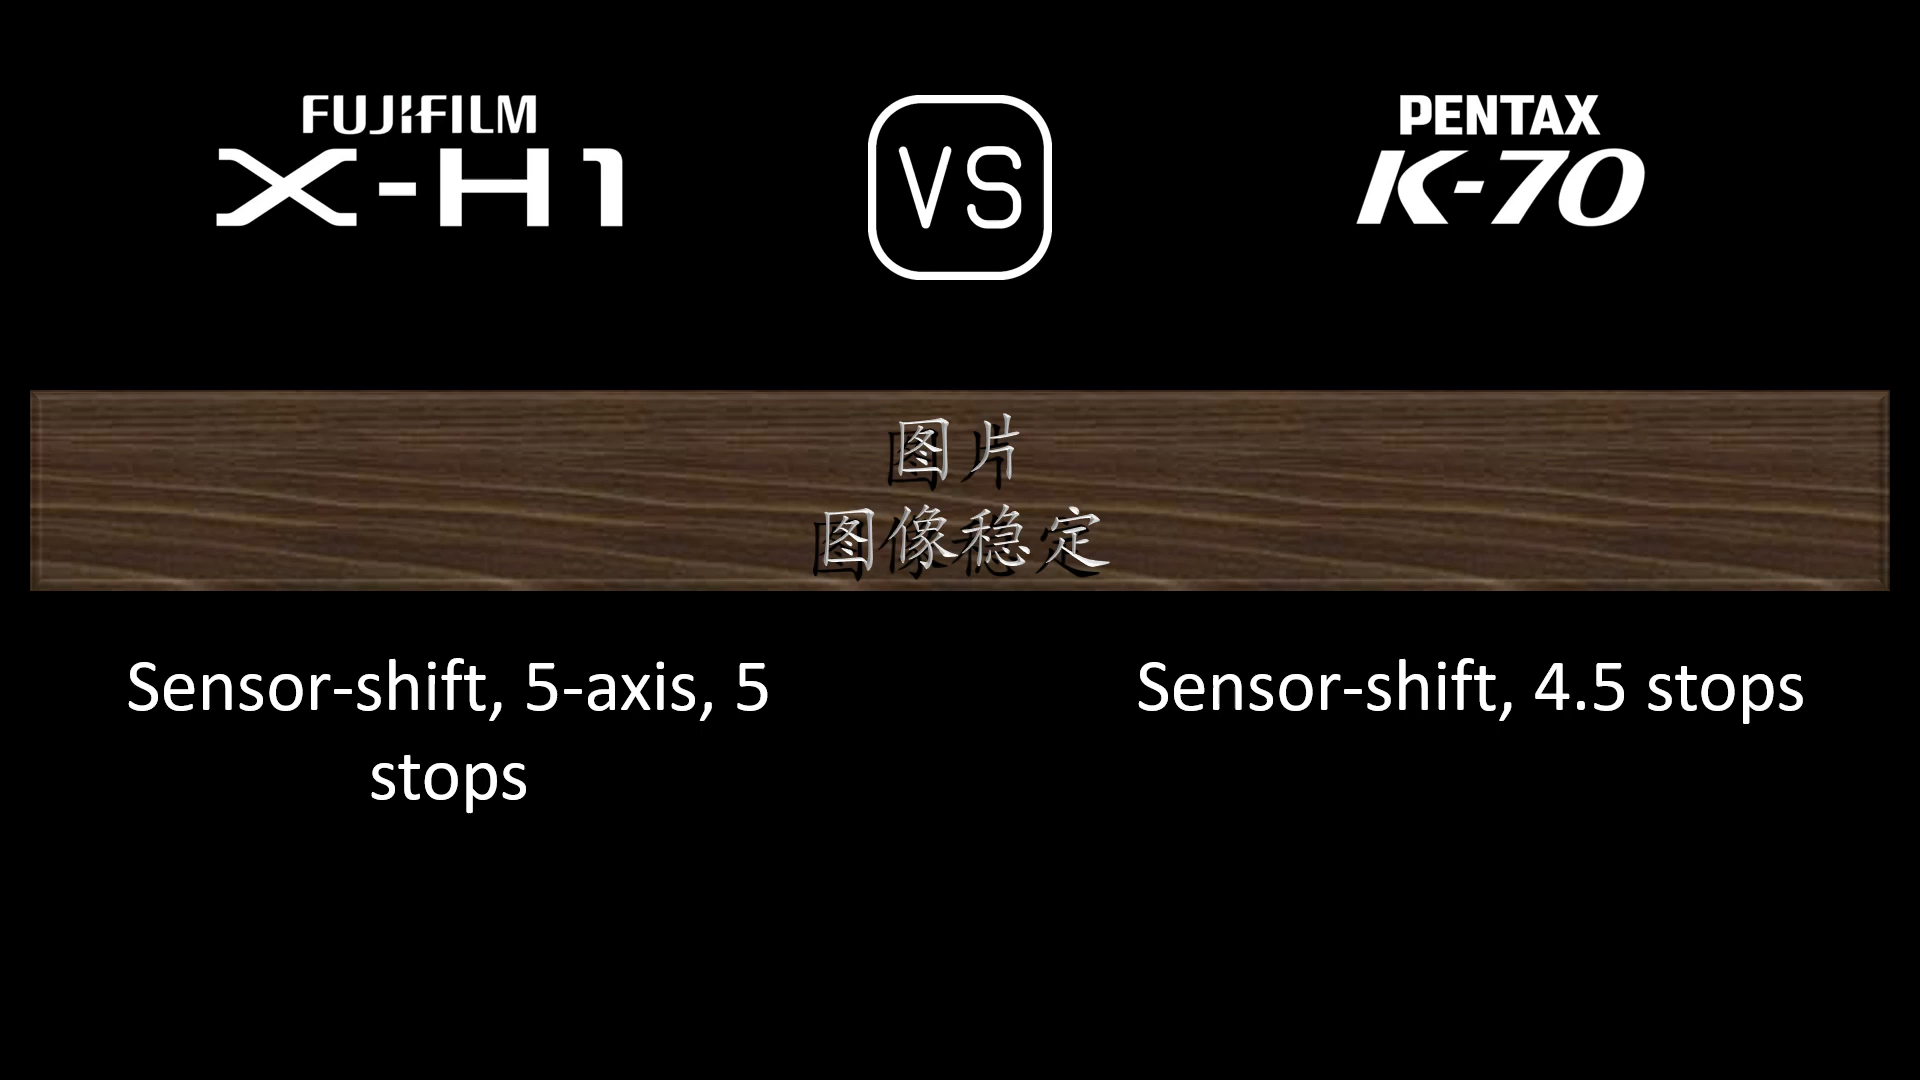 FUJIFILM
X-H1
VS
PENTAX
K-70
图片
图像稳定
Sensor-shift, 5-axis, 5
stops
Sensor-shift, 4.5 stops